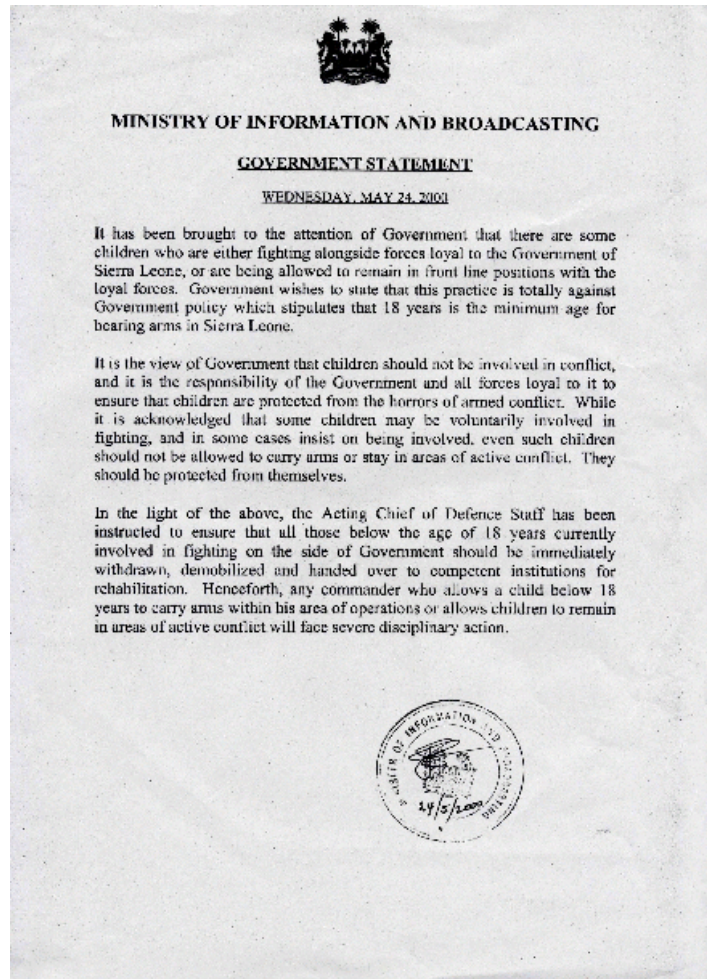 MINISTRY OF INFORMATION AND BROADCASTING
GOVERNMENT STATEMENT
WEDNESDAY, MAY 24, 2000
It has been brought to the attention of Government that there are some
children who are either fighting alongside forces loyal to the Government of
Sierra Leone, or are being allowed to remain in front line positions with the
loyal forces. Government wishes to state that this practice is totally against
Government policy which stipulates that 18 years is the minimum age for
bearing arms in Sierra Leone.
It is the view of Government that children should not be involved in conflict,
and it is the responsibility of the Government and all forces loyal to it to
ensure that children are protected from the horrors of armed conflict. While
it is acknowledged that some children may be voluntarily involved in
fighting, and in some cases insist on being involved, even such children
should not be allowed to carry arms or stay in areas of active conflict. They
should be protected from themselves.
In the light of the above, the Acting Chief of Defence Staff has been
instructed to ensure that all those below the age of 18 years currently
involved in fighting on the side of Government should be immediately
withdrawn, demobilized and handed over to competent institutions for
rehabilitation. Henceforth, any commander who allows a child below 18
years to carry arms within his area of operations or allows children to remain
in areas of active conflict will face severe disciplinary action.
OF INFORMATION AND BROADCASTING
24/5/2000